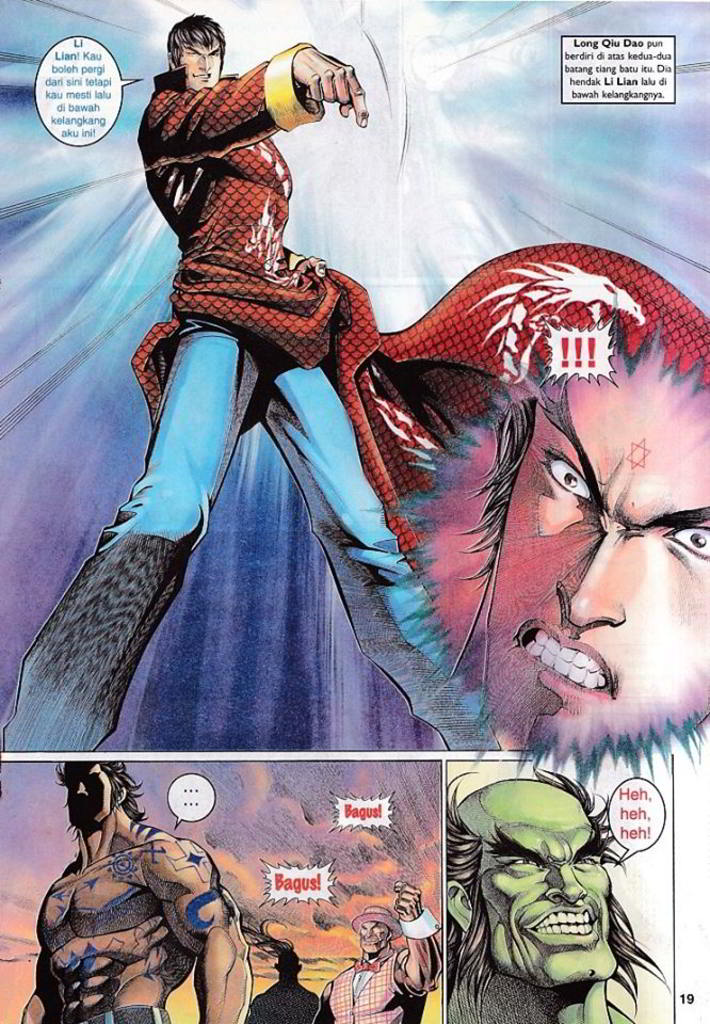 Li
Lian! Kau
boleh pergi
dari sini tetapi
kau mesti lalu
di bawah
kelangkang
aku ini!
Long Qiu Dao pun
berdiri di atas kedua-dua
batang tiang batu itu. Dia
hendak Li Lian lalu di
bawah kelangkangnya.
!!!
...
...
Bagus!
Bagus!
Heh,
heh,
heh!
19